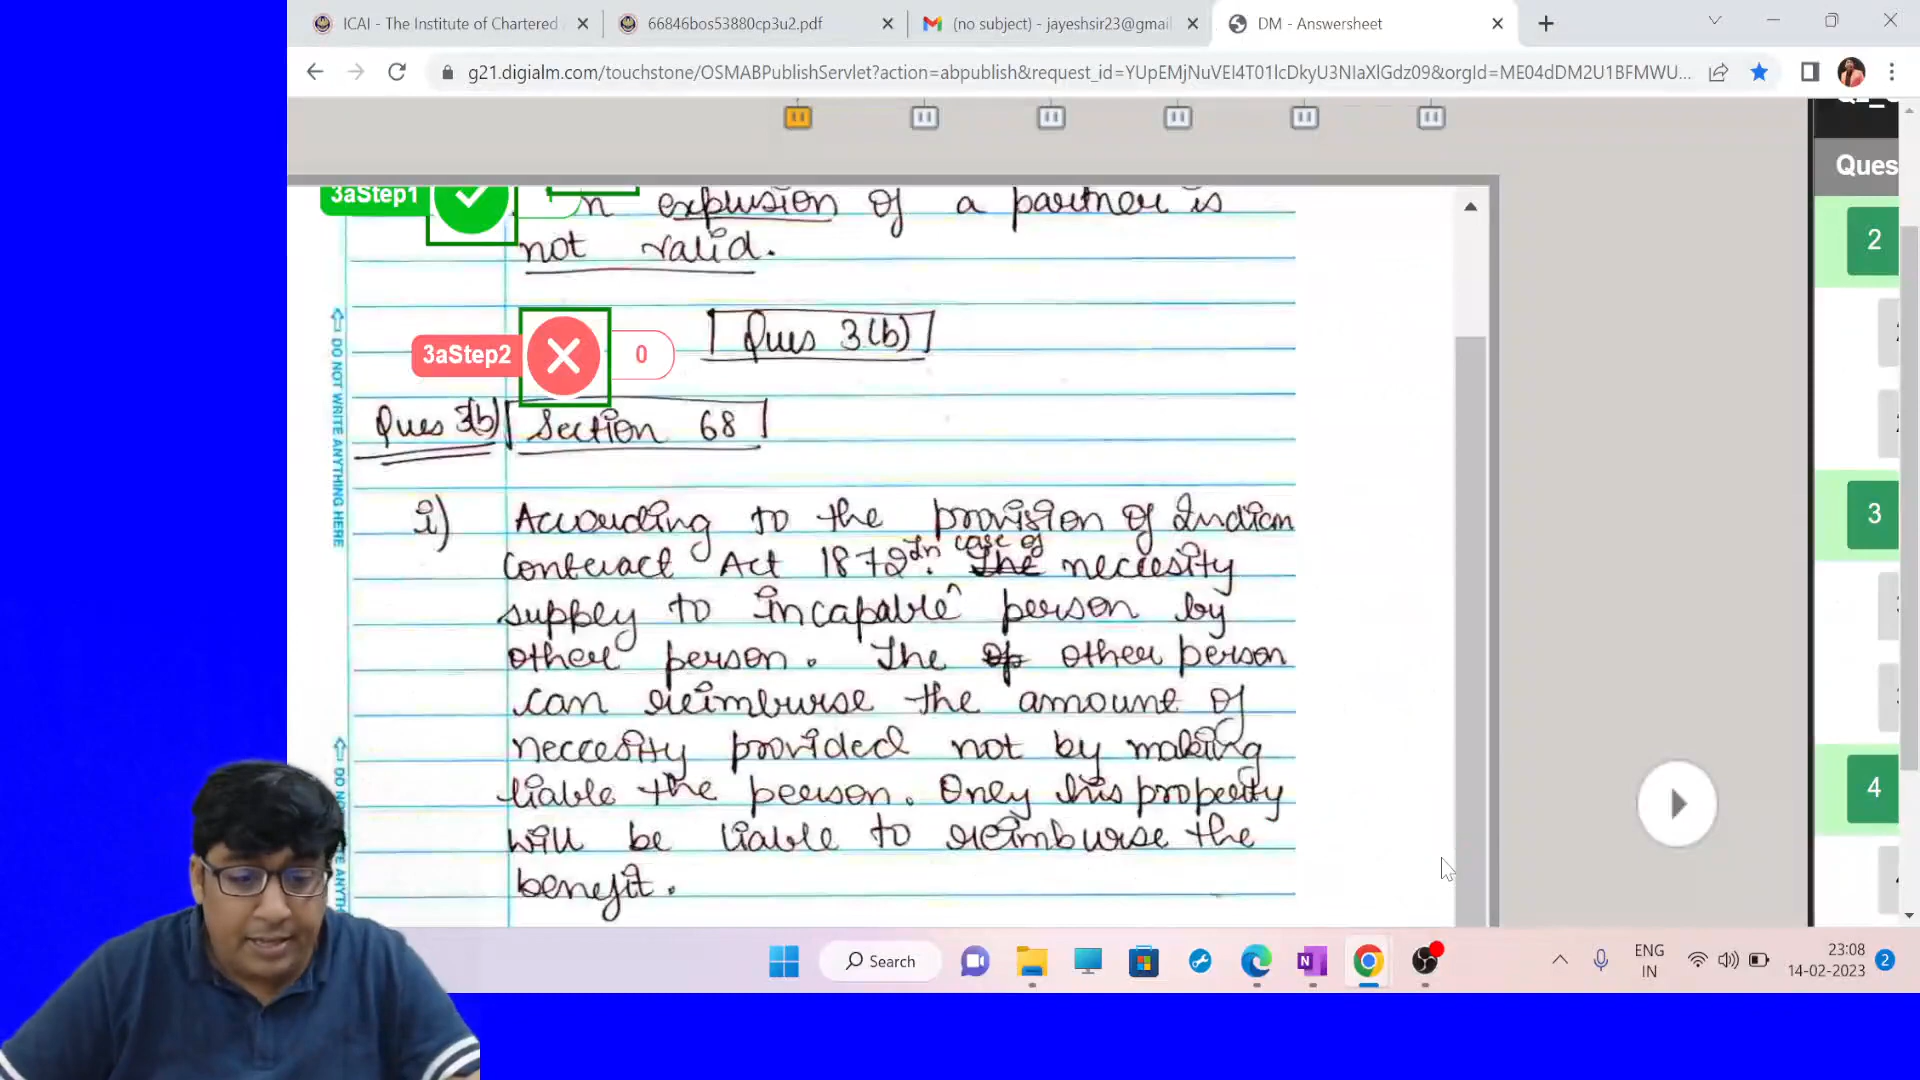 ICAI - The Institute of Chartered
66846bos53880cp3u2.pdf
(no subject) - jayeshsir23@gmai
DM - Answersheet
g21.digialm.com/touchstone/OSMABPublishServlet?action=abpublish&request_id=YUpEMjNuVEI4T01lcDkyU3NIaXlGdz09&orgId=ME04dDM2U1BFMWU...
Ques
3aStep1
n explusion of a partner is
not valid.
2
3aStep2 0
Ques 3(b)
Ques 3(b) Section 68
DO NOT WRITE ANYTHING HERE
i) According to the provision of Indian
In case of
Contract Act 1872. The neccesity
supply to incapable^ person by
other person. The op other person
can reimburse the amount of
neccesity provided not by making
liable the person. Only his property
will be liable to reimburse the
benefit.
3
4
Search
ENG
IN
23:08
14-02-2023
2